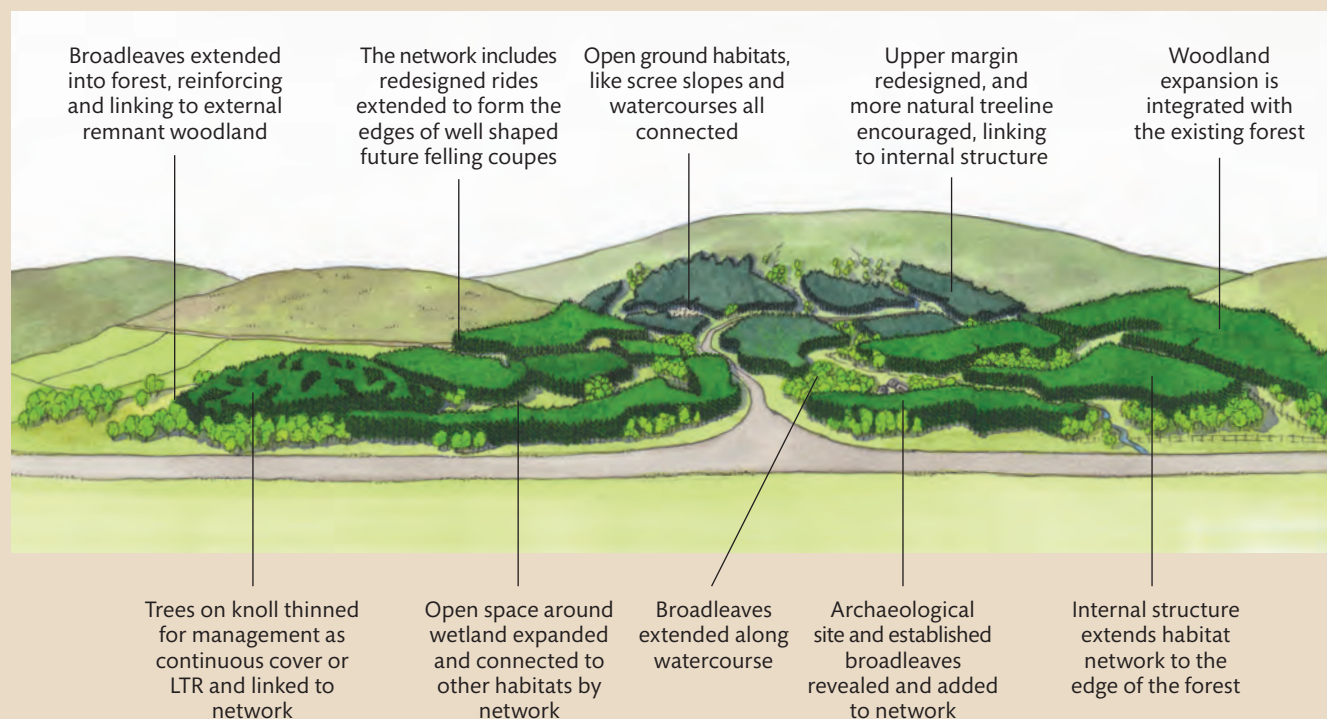 Broadleaves extended
into forest, reinforcing
and linking to external
remnant woodland
The network includes
redesigned rides
extended to form the
edges of well shaped
future felling coupes
Open ground habitats,
like scree slopes and
watercourses all
connected
Upper margin
redesigned, and
more natural treeline
encouraged, linking
to internal structure
Woodland
expansion is
integrated with
the existing forest
Trees on knoll thinned
for management as
continuous cover or
LTR and linked to
network
Open space around
wetland expanded
and connected to
other habitats by
network
Broadleaves
extended along
watercourse
Archaeological
site and established
broadleaves
revealed and added
to network
Internal structure
extends habitat
network to the
edge of the forest